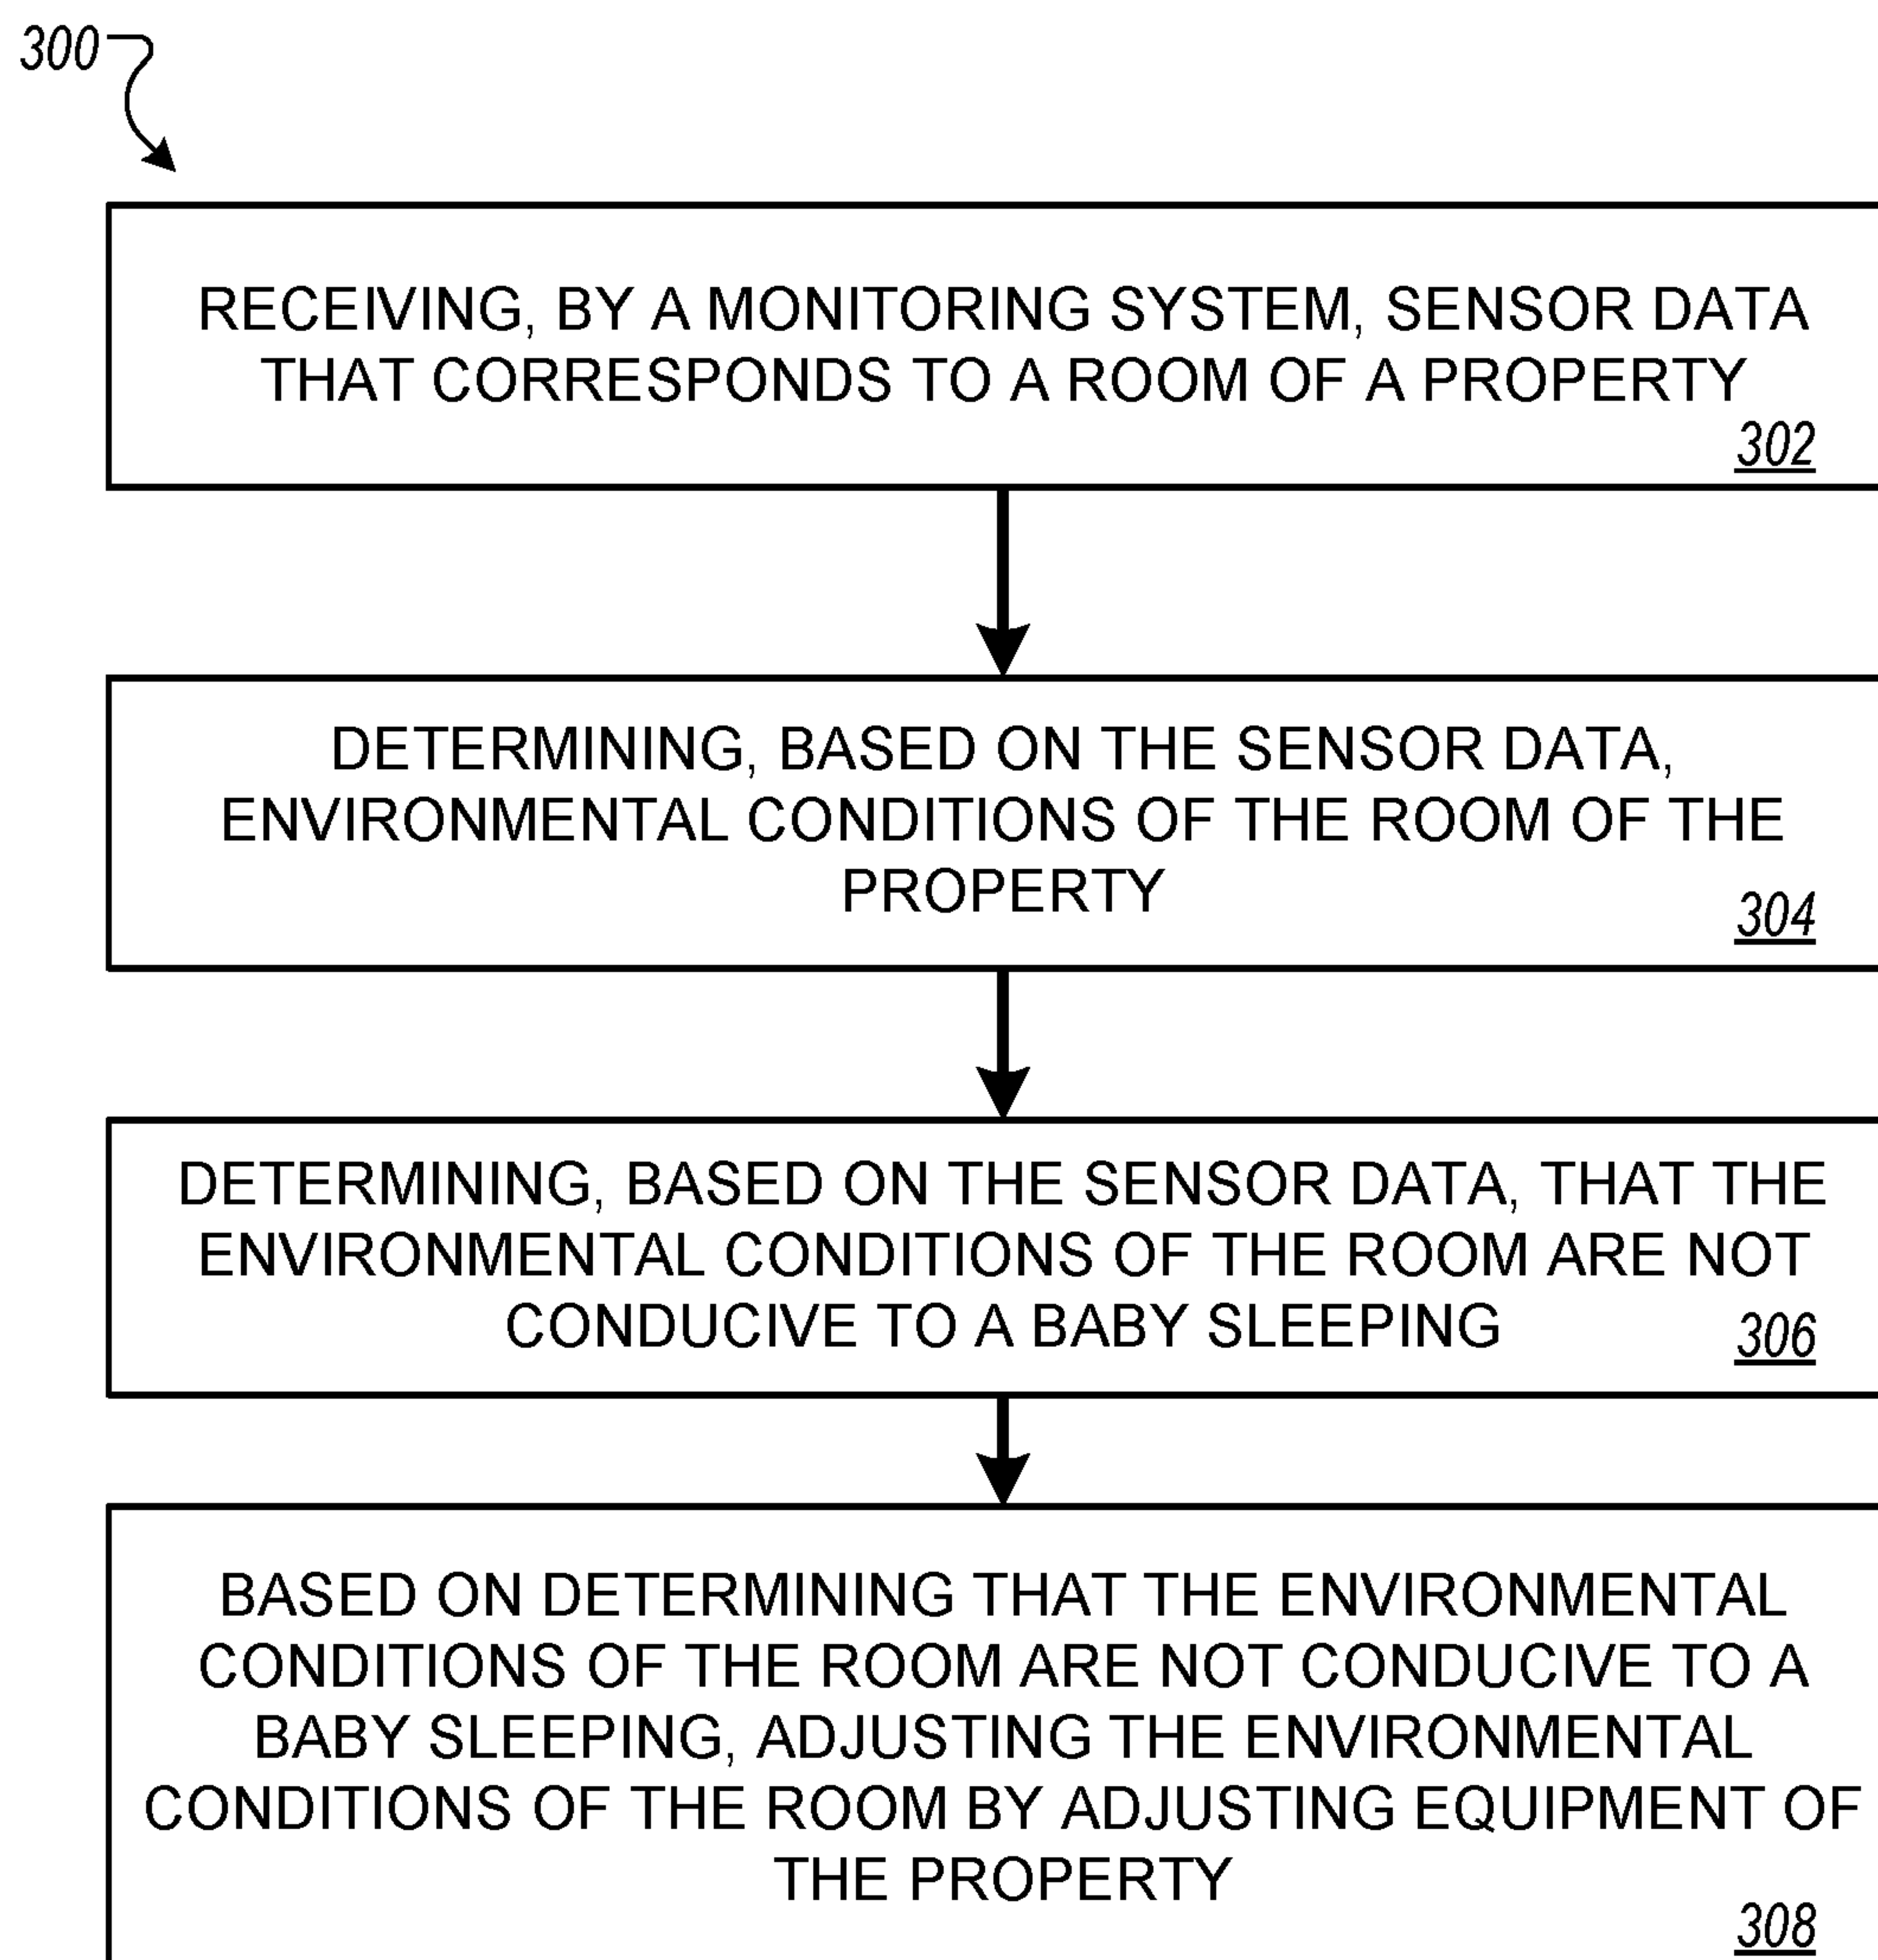 300
RECEIVING, BY A MONITORING SYSTEM, SENSOR DATA
THAT CORRESPONDS TO A ROOM OF A PROPERTY
302
DETERMINING, BASED ON THE SENSOR DATA,
ENVIRONMENTAL CONDITIONS OF THE ROOM OF THE
PROPERTY
304
DETERMINING, BASED ON THE SENSOR DATA, THAT THE
ENVIRONMENTAL CONDITIONS OF THE ROOM ARE NOT
CONDUCIVE TO A BABY SLEEPING
306
BASED ON DETERMINING THAT THE ENVIRONMENTAL
CONDITIONS OF THE ROOM ARE NOT CONDUCIVE TO A
BABY SLEEPING, ADJUSTING THE ENVIRONMENTAL
CONDITIONS OF THE ROOM BY ADJUSTING EQUIPMENT OF
THE PROPERTY
308